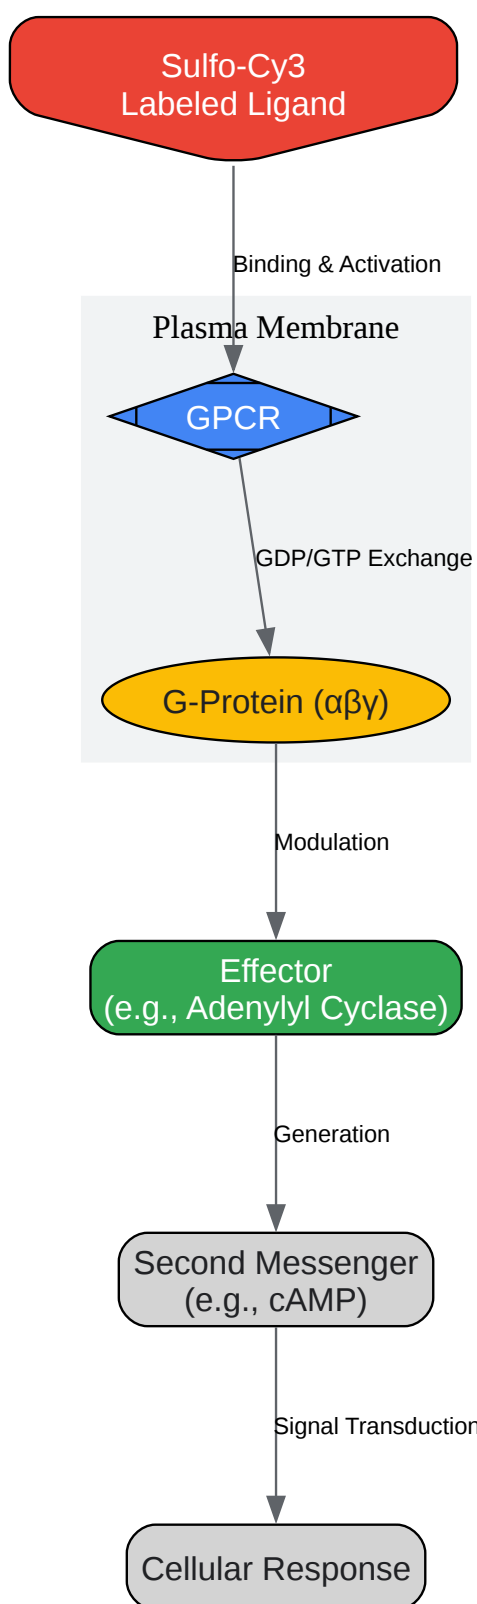 Sulfo-Cy3
Labeled Ligand
Binding & Activation
Plasma Membrane
GPCR
GDP/GTP Exchange
G-Protein (αβγ)
Modulation
Effector
(e.g., Adenylyl Cyclase)
Generation
Second Messenger
(e.g., cAMP)
Signal Transduction
Cellular Response